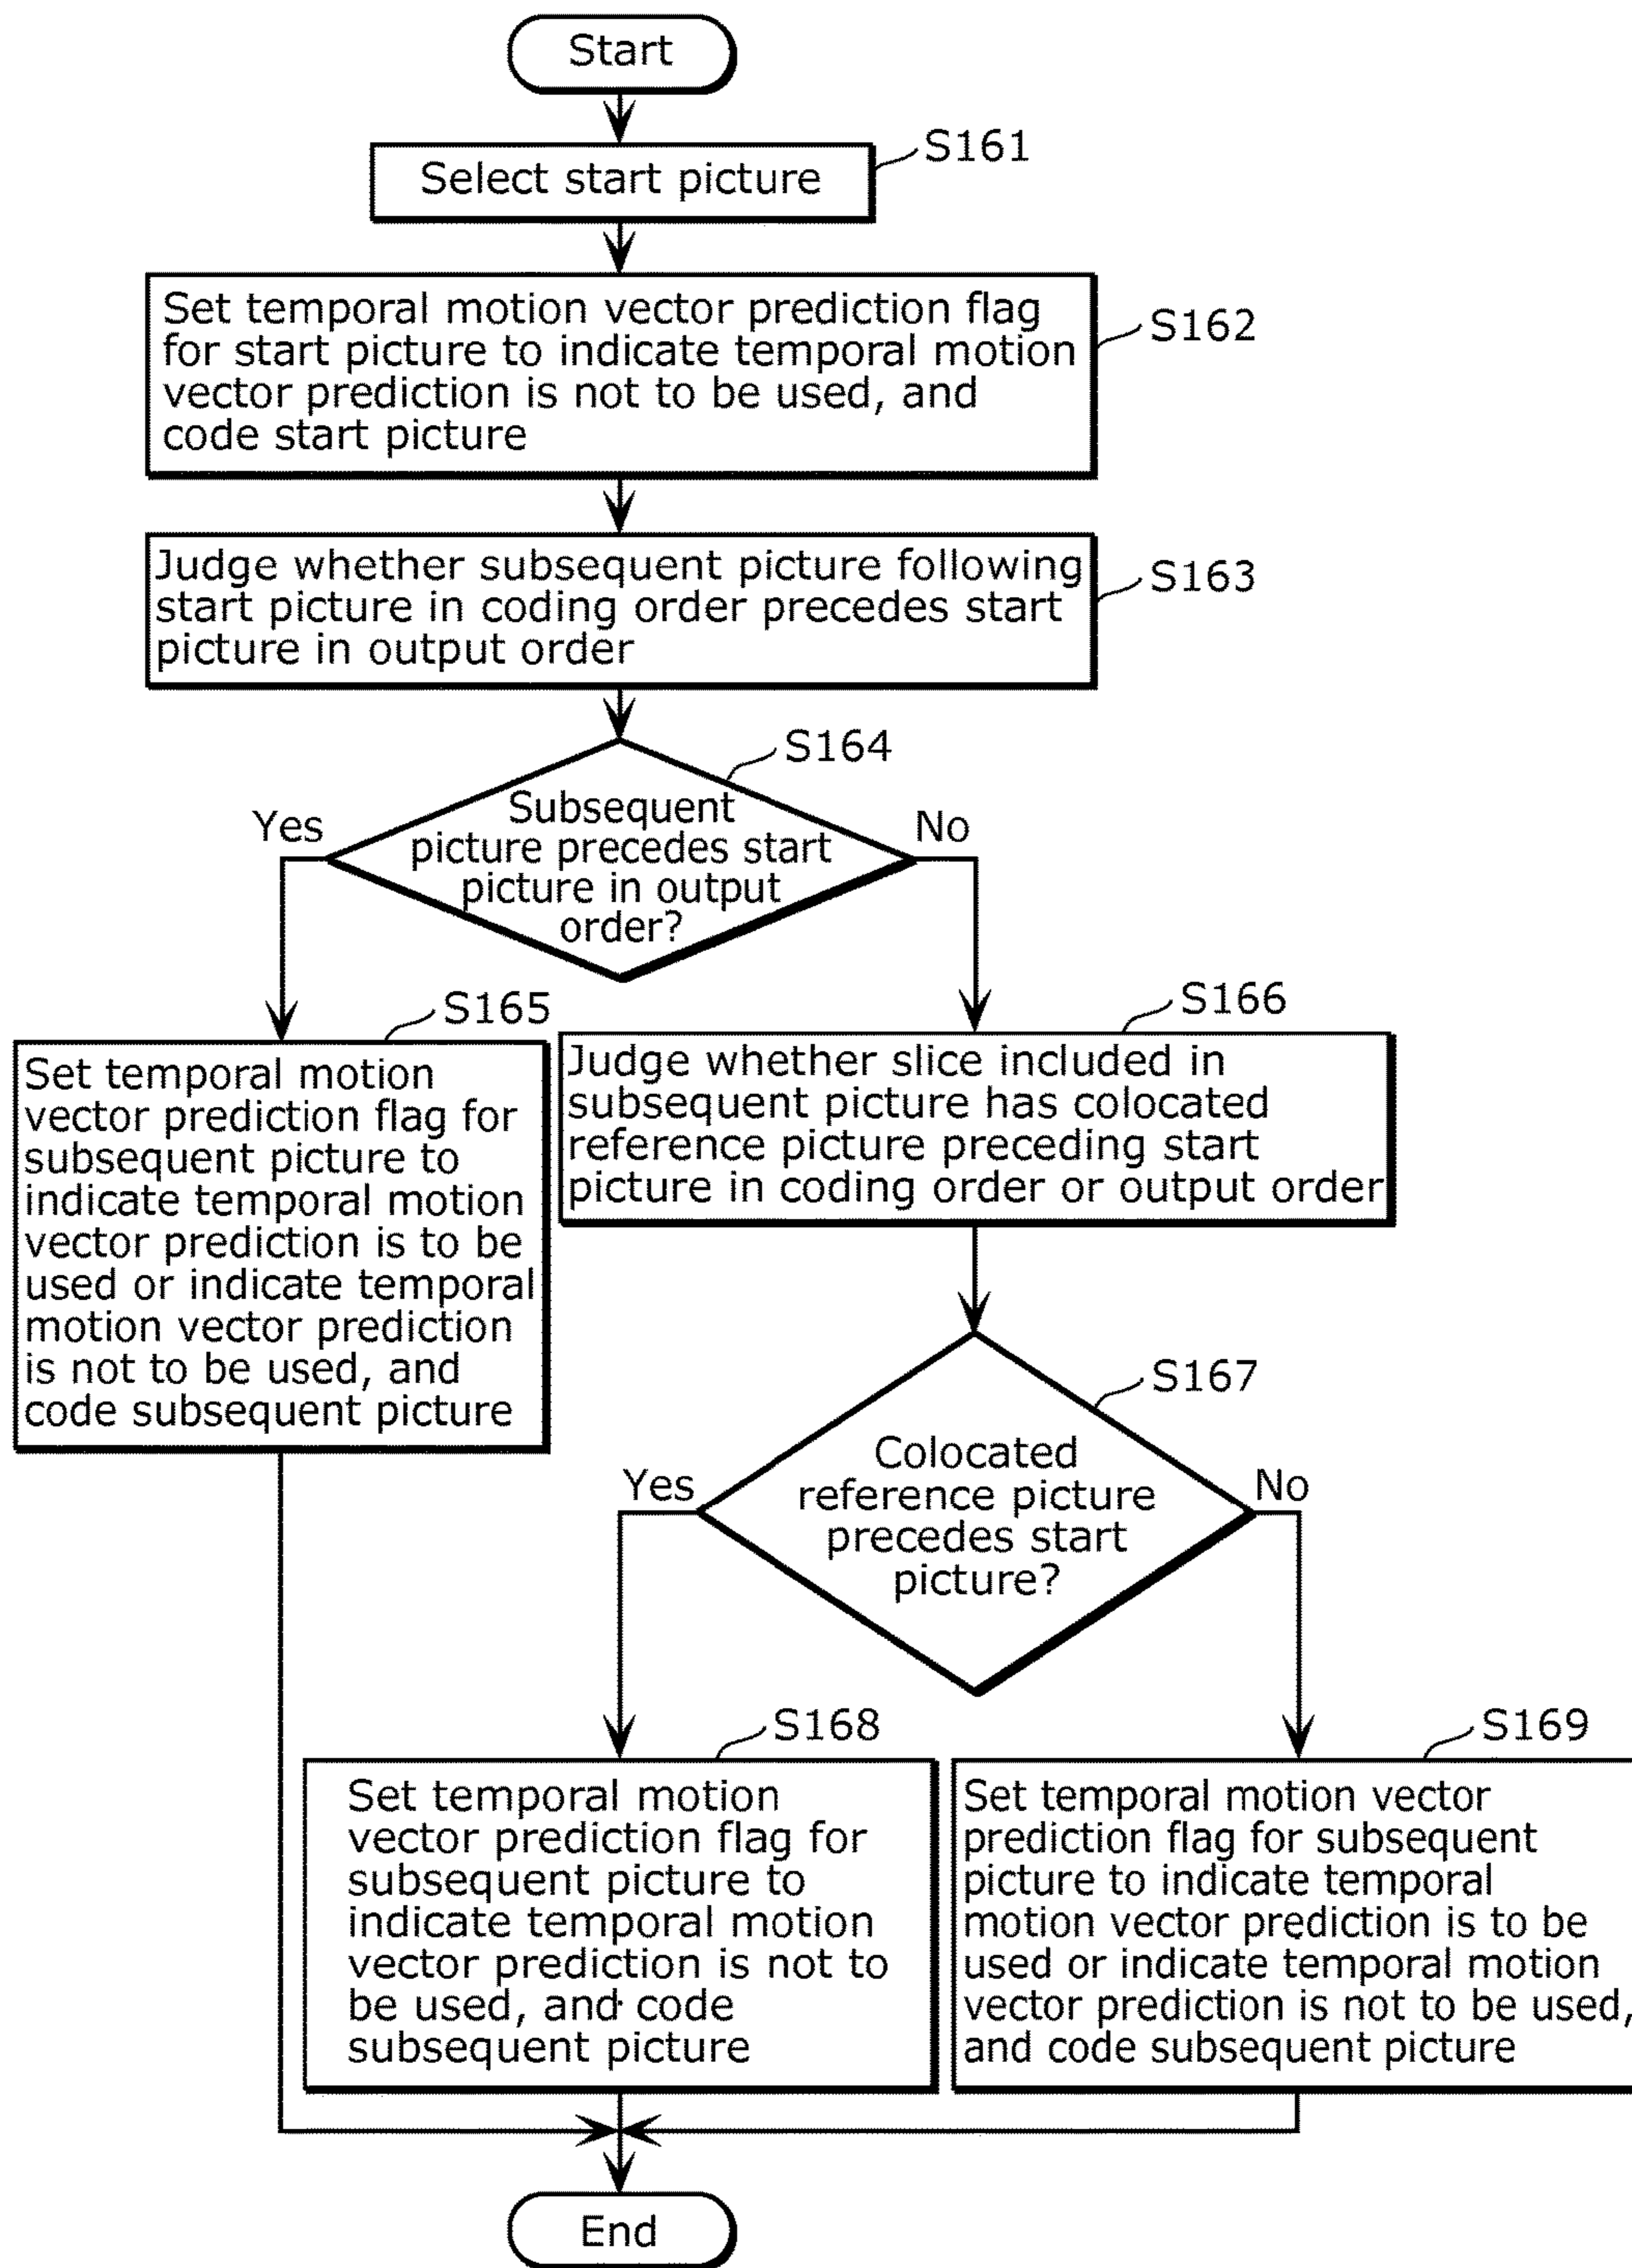 Start
S161
Select start picture
S162
Set temporal motion vector prediction flag
for start picture to indicate temporal motion
vector prediction is not to be used, and
code start picture
S163
Judge whether subsequent picture following
start picture in coding order precedes start
picture in output order
S164
Subsequent
picture precedes start
picture in output
order?
Yes
No
S165
Set temporal motion
vector prediction flag for
subsequent picture to
indicate temporal motion
vector prediction is to be
used or indicate temporal
motion vector prediction
is not to be used, and
code subsequent picture
S166
Judge whether slice included in
subsequent picture has colocated
reference picture preceding start
picture in coding order or output order
S167
Colocated
reference picture
precedes start
picture?
Yes
No
S168
Set temporal motion
vector prediction flag for
subsequent picture to
indicate temporal motion
vector prediction is not to
be used, and code
subsequent picture
S169
Set temporal motion vector
prediction flag for subsequent
picture to indicate temporal
motion vector prediction is to be
used or indicate temporal motion
vector prediction is not to be used,
and code subsequent picture
End